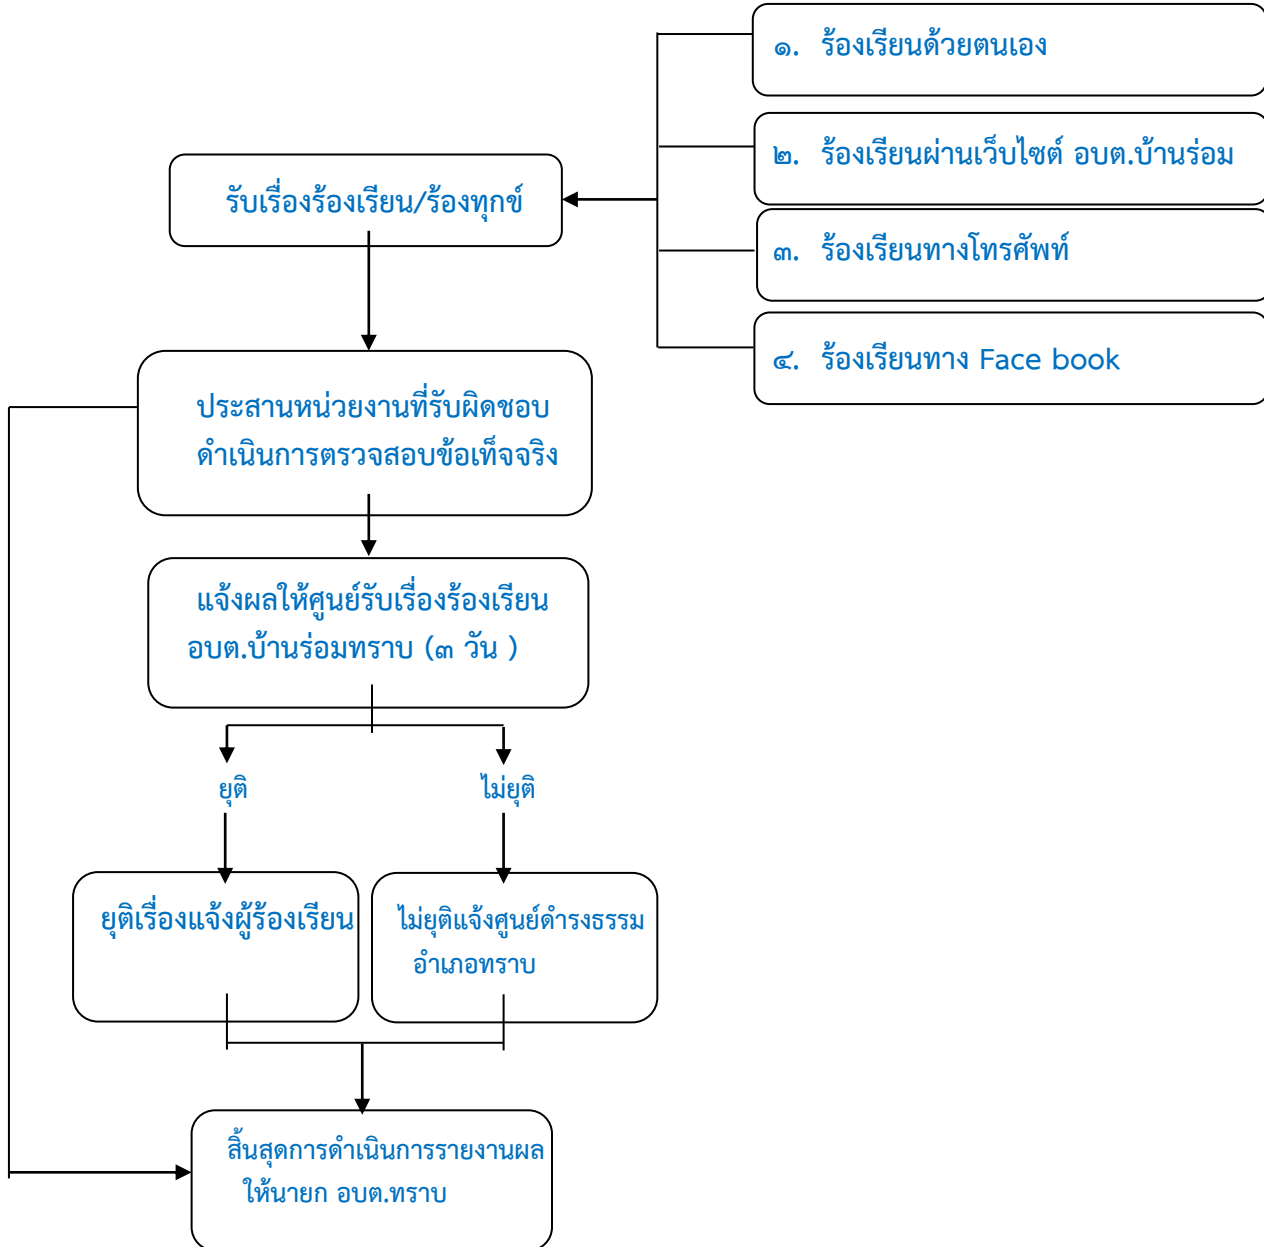 ๑. ร้องเรียนด้วยตนเอง
๒. ร้องเรียนผ่านเว็บไซต์ อบต.บ้านร่อม
รับเรื่องร้องเรียน/ร้องทุกข์
๓. ร้องเรียนทางโทรศัพท์
๔. ร้องเรียนทาง Face book
ประสานหน่วยงานที่รับผิดชอบ
ดำเนินการตรวจสอบข้อเท็จจริง
แจ้งผลให้ศูนย์รับเรื่องร้องเรียน
อบต.บ้านร่อมทราบ (๓ วัน )
ยุติ
ไม่ยุติ
ยุติเรื่องแจ้งผู้ร้องเรียน
ไม่ยุติแจ้งศูนย์ดำรงธรรม
อำเภอทราบ
สิ้นสุดการดำเนินการรายงานผล
ให้นายก อบต.ทราบ